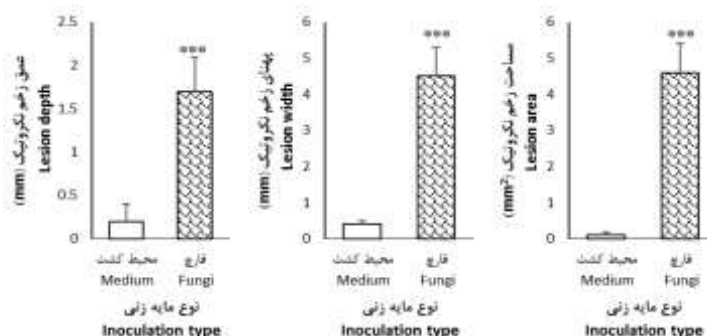 عمق زخم نکروتیک (mm)
Lesion depth
2.5
2
1.5
1
0.5
0
***
محیط کشت
Medium
قارچ
Fungi
نوع مایه زنی
Inoculation type
پهنای زخم نکروتیک (mm)
Lesion width
6
5
4
3
2
1
0
***
محیط کشت
Medium
قارچ
Fungi
نوع مایه زنی
Inoculation type
مساحت زخم نکروتیک (mm²)
Lesion area
6
5
4
3
2
1
0
***
محیط کشت
Medium
قارچ
Fungi
نوع مایه زنی
Inoculation type